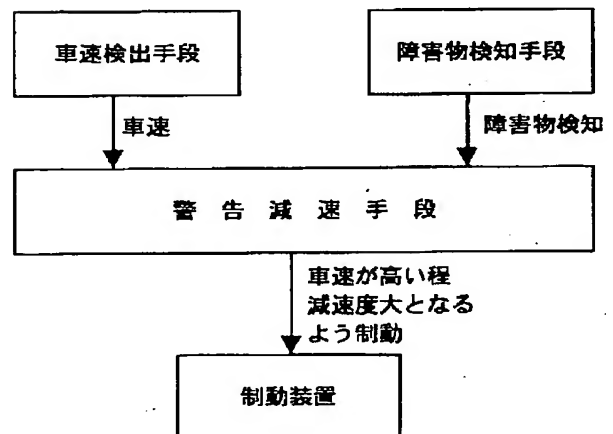 車速検出手段
障害物検知手段
車速
障害物検知
警告減速手段
車速が高い程
減速度大となる
よう制動
制動装置